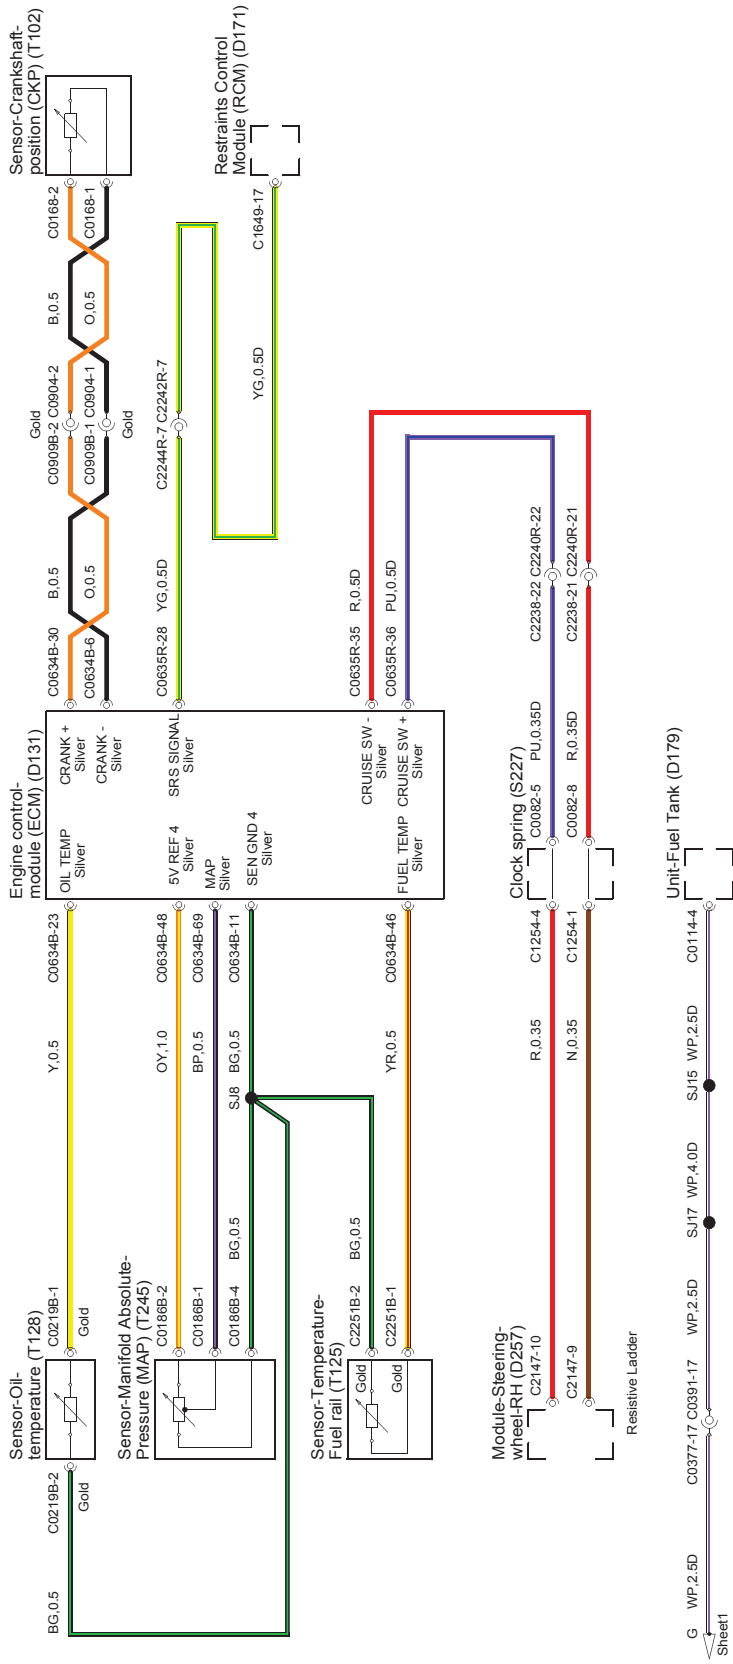 Sensor-Crankshaft-
position (CKP) (T102)
C0168-2
C0168-1
B,0.5
O,0.5
Gold
C0909B-2 C0904-2
C0909B-1 C0904-1
Gold
B,0.5
O,0.5
C0634B-30
C0634B-6
Restraints Control
Module (RCM) (D171)
C1649-17
YG,0.5D
C2244R-7 C2242R-7
YG,0.5D
C0635R-28
R,0.5D
C0635R-35
PU,0.5D
C0635R-36
C2238-22 C2240R-22
C2238-21 C2240R-21
PU,0.35D
R,0.35D
C0082-5
C0082-8
Clock spring (S227)
C1254-4
C1254-1
R,0.35
N,0.35
Engine control-
module (ECM) (D131)
OIL TEMP
Silver
CRANK +
Silver
CRANK -
Silver
5V REF 4
Silver
SRS SIGNAL
Silver
MAP
Silver
SEN GND 4
Silver
CRUISE SW -
Silver
FUEL TEMP
Silver
CRUISE SW +
Silver
C0634B-23
Y,0.5
C0634B-48
OY,1.0
C0634B-69
BP,0.5
C0634B-11
BG,0.5
SJ8
C0634B-46
YR,0.5
BG,0.5
BG,0.5
Sensor-Oil-
temperature (T128)
C0219B-1
Gold
C0219B-2
Gold
BG,0.5
Sensor-Manifold Absolute-
Pressure (MAP) (T245)
C0186B-2
C0186B-1
C0186B-4
Sensor-Temperature-
Fuel rail (T125)
C2251B-2
C2251B-1
Gold
Gold
Module-Steering-
wheel-RH (D257)
C2147-10
C2147-9
Resistive Ladder
Unit-Fuel Tank (D179)
C0114-4
WP,2.5D
SJ15
WP,4.0D
SJ17
WP,2.5D
C0377-17 C0391-17
WP,2.5D
G
Sheet1